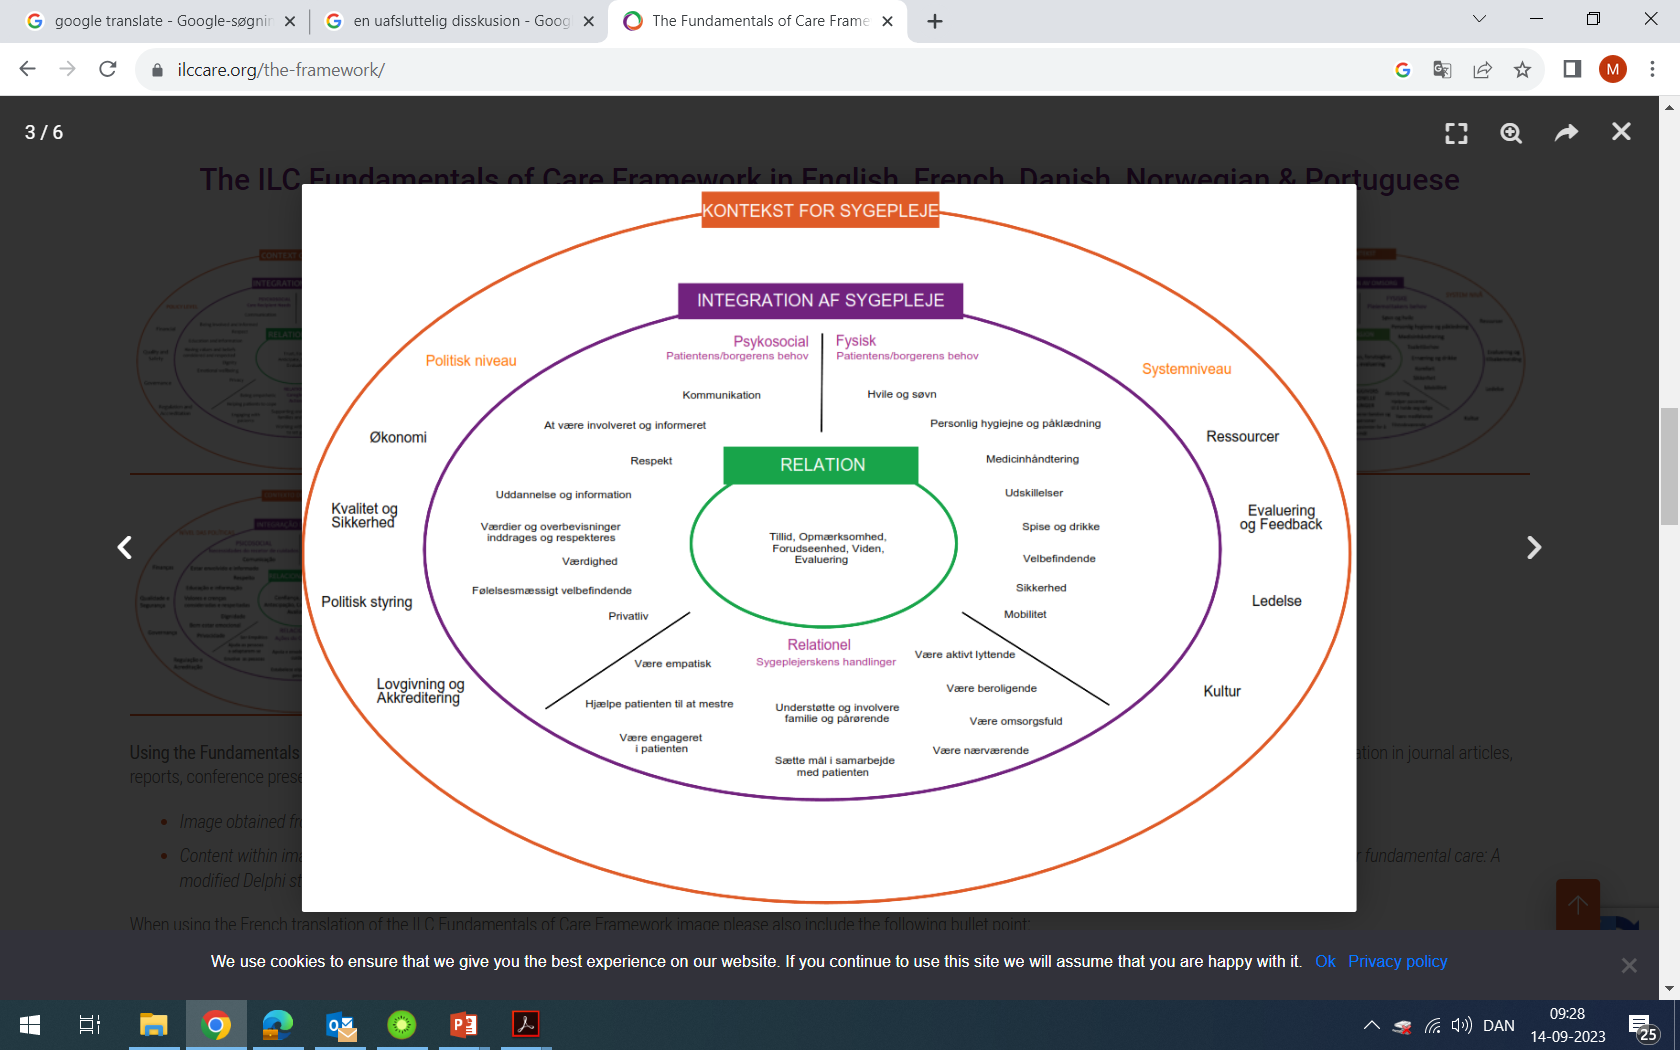 google translate - Google-søgnin
en uafsluttelig disskusion - Goog
The Fundamentals of Care Frame
ilccare.org/the-framework/
M
3 / 6
The ILC Fundamentals of Care Framework in English, French, Danish, Norwegian & Portuguese
KONTEKST FOR SYGEPLEJE
INTEGRATION AF SYGEPLEJE
Psykosocial
Patientens/borgerens behov
Fysisk
Patientens/borgerens behov
Politisk niveau
Systemniveau
Kommunikation
Hvile og søvn
At være involveret og informeret
Personlig hygiejne og påklædning
Økonomi
Ressourcer
Respekt
RELATION
Medicinhåndtering
Uddannelse og information
Udskillelser
Kvalitet og
Sikkerhed
Evaluering
og Feedback
Værdier og overbevisninger
inddrages og respekteres
Spise og drikke
Tillid, Opmærksomhed,
Forudseenhed, Viden,
Evaluering
Værdighed
Velbefindende
Følelsesmæssigt velbefindende
Sikkerhed
Politisk styring
Ledelse
Privatliv
Mobilitet
Relationel
Sygeplejerskens handlinger
Være empatisk
Være aktivt lyttende
Lovgivning og
Akkreditering
Være beroligende
Kultur
Hjælpe patienten til at mestre
Understøtte og involvere
familie og pårørende
Være omsorgsfuld
Være engageret
i patienten
Være nærværende
Sætte mål i samarbejde
med patienten
Using the Fundamentals
ation in journal articles,
reports, conference prese
Image obtained fr
Content within ima
r fundamental care: A
modified Delphi st
When using the French translation of the ILC Fundamentals of Care Framework image please also include the following bullet point:
We use cookies to ensure that we give you the best experience on our website. If you continue to use this site we will assume that you are happy with it. Ok Privacy policy
DAN
09:28
14-09-2023
25